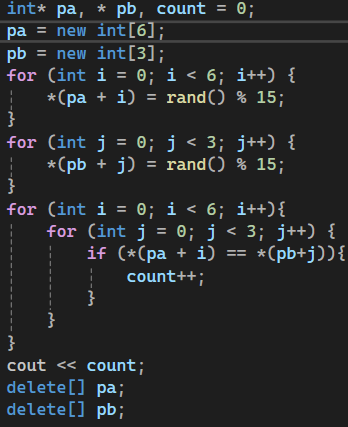 int* pa, * pb, count = 0;
pa = new int[6];
pb = new int[3];
for (int i = 0; i < 6; i++) {
    *(pa + i) = rand() % 15;
}
for (int j = 0; j < 3; j++) {
    *(pb + j) = rand() % 15;
}
for (int i = 0; i < 6; i++){
    for (int j = 0; j < 3; j++) {
        if (*(pa + i) == *(pb+j)){
            count++;
        }
    }
}
cout << count;
delete[] pa;
delete[] pb;